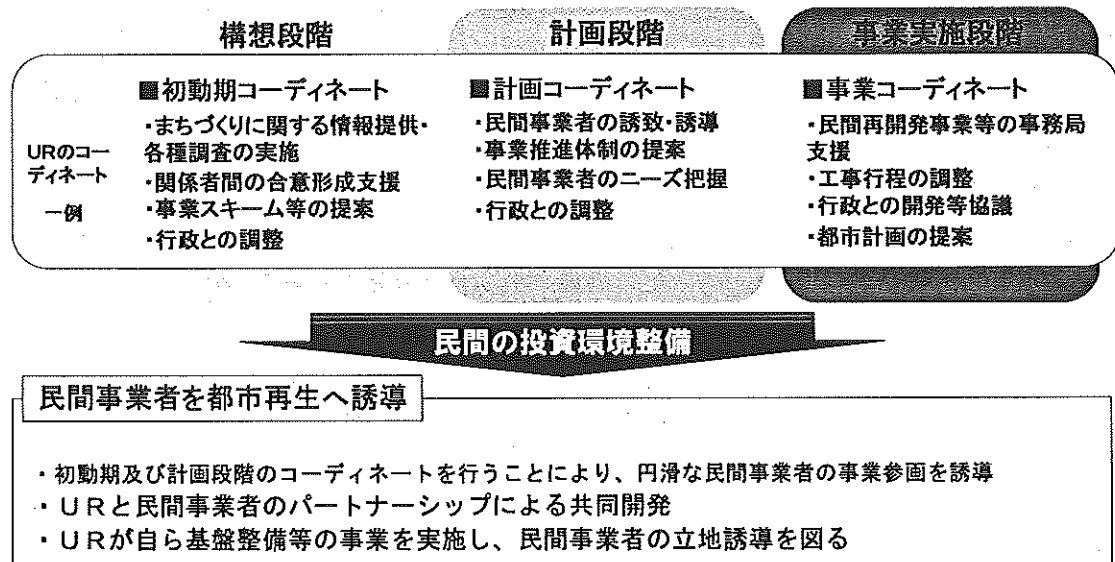 構想段階
計画段階
事業実施段階
URのコー
ディネート
一例
■初動期コーディネート
・まちづくりに関する情報提供・
各種調査の実施
・関係者間の合意形成支援
・事業スキーム等の提案
・行政との調整
■計画コーディネート
・民間事業者の誘致・誘導
・事業推進体制の提案
・民間事業者のニーズ把握
・行政との調整
■事業コーディネート
・民間再開発事業等の事務局
支援
・工事行程の調整
・行政との開発等協議
・都市計画の提案
民間の投資環境整備
民間事業者を都市再生へ誘導
・初動期及び計画段階のコーディネートを行うことにより、円滑な民間事業者の事業参画を誘導
・URと民間事業者のパートナーシップによる共同開発
・URが自ら基盤整備等の事業を実施し、民間事業者の立地誘導を図る